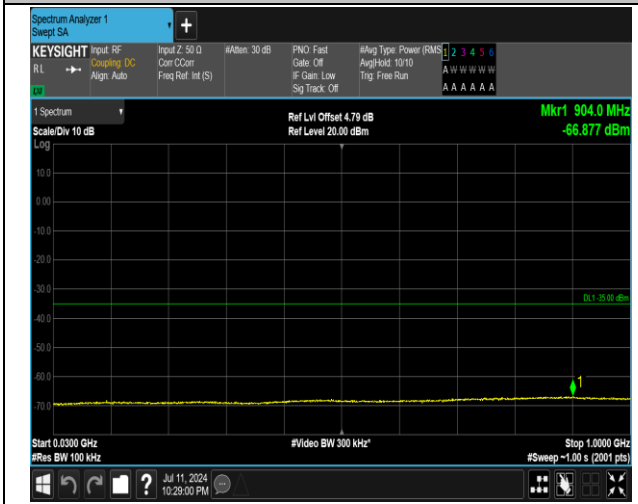 Spectrum Analyzer 1
Swept SA
+
KEYSIGHT
RL
Input: RF
Coupling: DC
Align: Auto
Input Z: 50 Ω
Corr CCorr
Freq Ref: Int (S)
#Atten: 30 dB
PNO: Fast
Gate: Off
IF Gain: Low
Sig Track: Off
#Avg Type: Power (RMS
Avg|Hold: 10/10
Trig: Free Run
1 2 3 4 5 6
A W W W W W
A A A A A A
1 Spectrum
Scale/Div 10 dB
Log
Ref Lvl Offset 4.79 dB
Ref Level 20.00 dBm
Mkr1 904.0 MHz
-66.877 dBm
10.0
0.00
-10.0
-20.0
-30.0
DL1 -35.00 dBm
-40.0
-50.0
-60.0
1
-70.0
Start 0.0300 GHz
#Res BW 100 kHz
#Video BW 300 kHz*
Stop 1.0000 GHz
#Sweep ~1.00 s (2001 pts)
?
Jul 11, 2024
10:29:00 PM